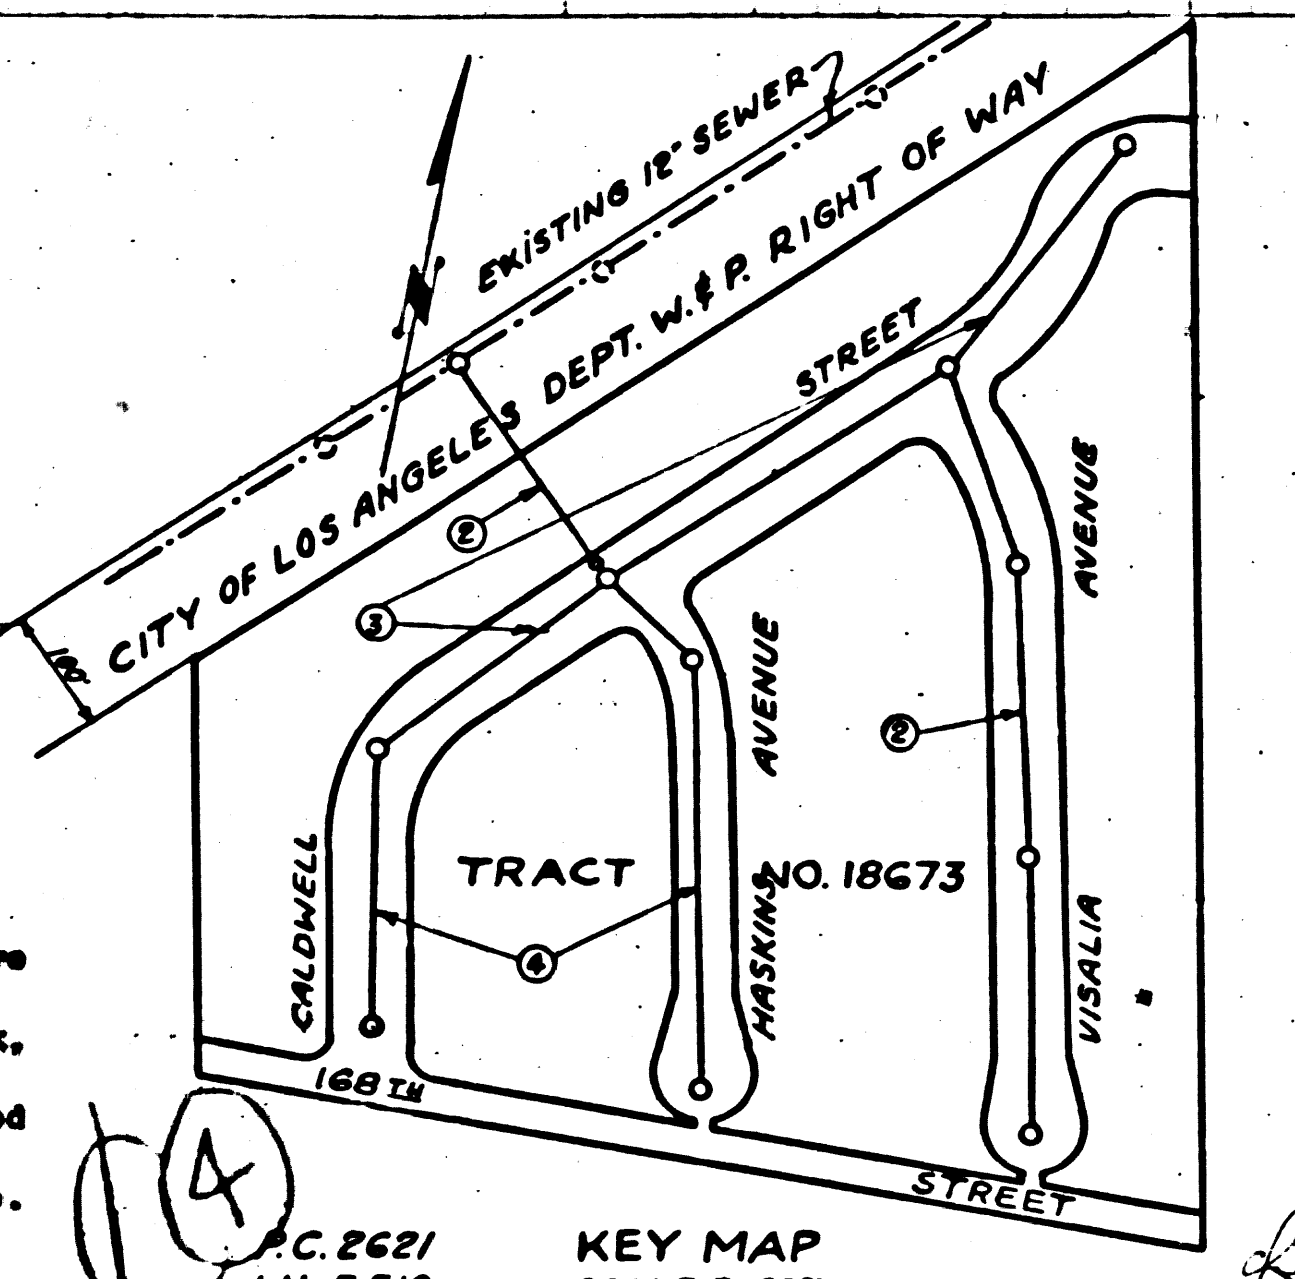 EXISTING 12" SEWER
CITY OF LOS ANGELES DEPT. W. & P. RIGHT OF WAY
STREET
2
3
AVENUE
AVENUE
2
TRACT NO. 18673
CALDWELL
HASKINS
VISALIA
4
168TH
STREET
4
P.C. 2621
KEY MAP